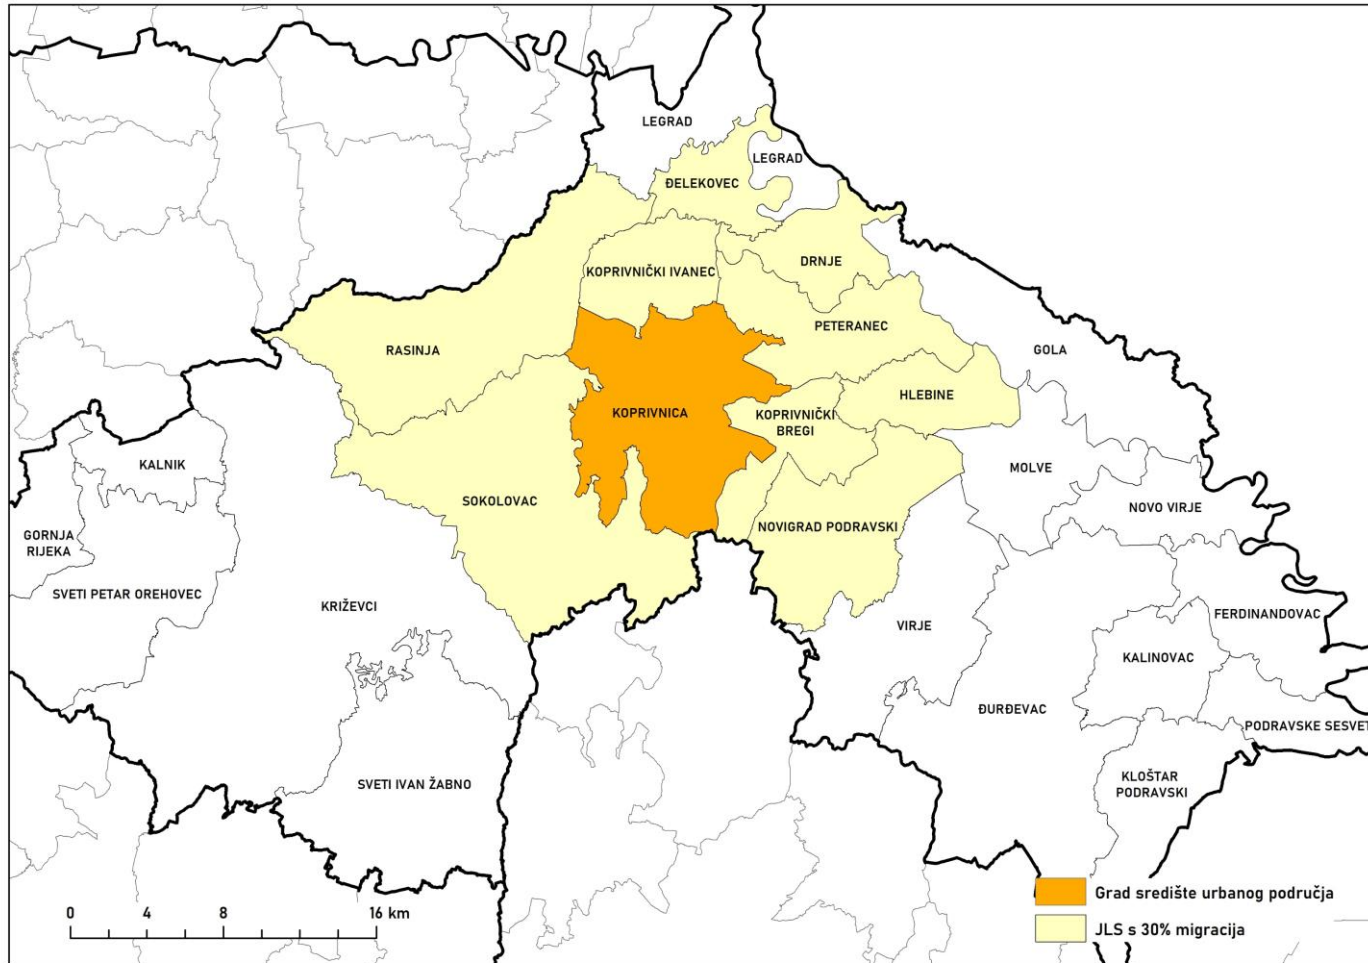 LEGRAD
LEGRAD
ĐELEKOVEC
DRNJE
KOPRIVNIČKI IVANEC
PETERANEC
RASINJA
GOLA
HLEBINE
KOPRIVNICA
KOPRIVNIČKI
BREGI
KALNIK
MOLVE
SOKOLOVAC
NOVO VIRJE
NOVIGRAD PODRAVSKI
GORNJA
RIJEKA
SVETI PETAR OREHOVEC
KRIŽEVCI
FERDINANDOVAC
VIRJE
KALINOVAC
ĐURĐEVAC
PODRAVSKE SESVET
SVETI IVAN ŽABNO
KLOŠTAR
PODRAVSKI
Grad središte urbanog područja
JLS s 30% migracija
0 4 8 16 km